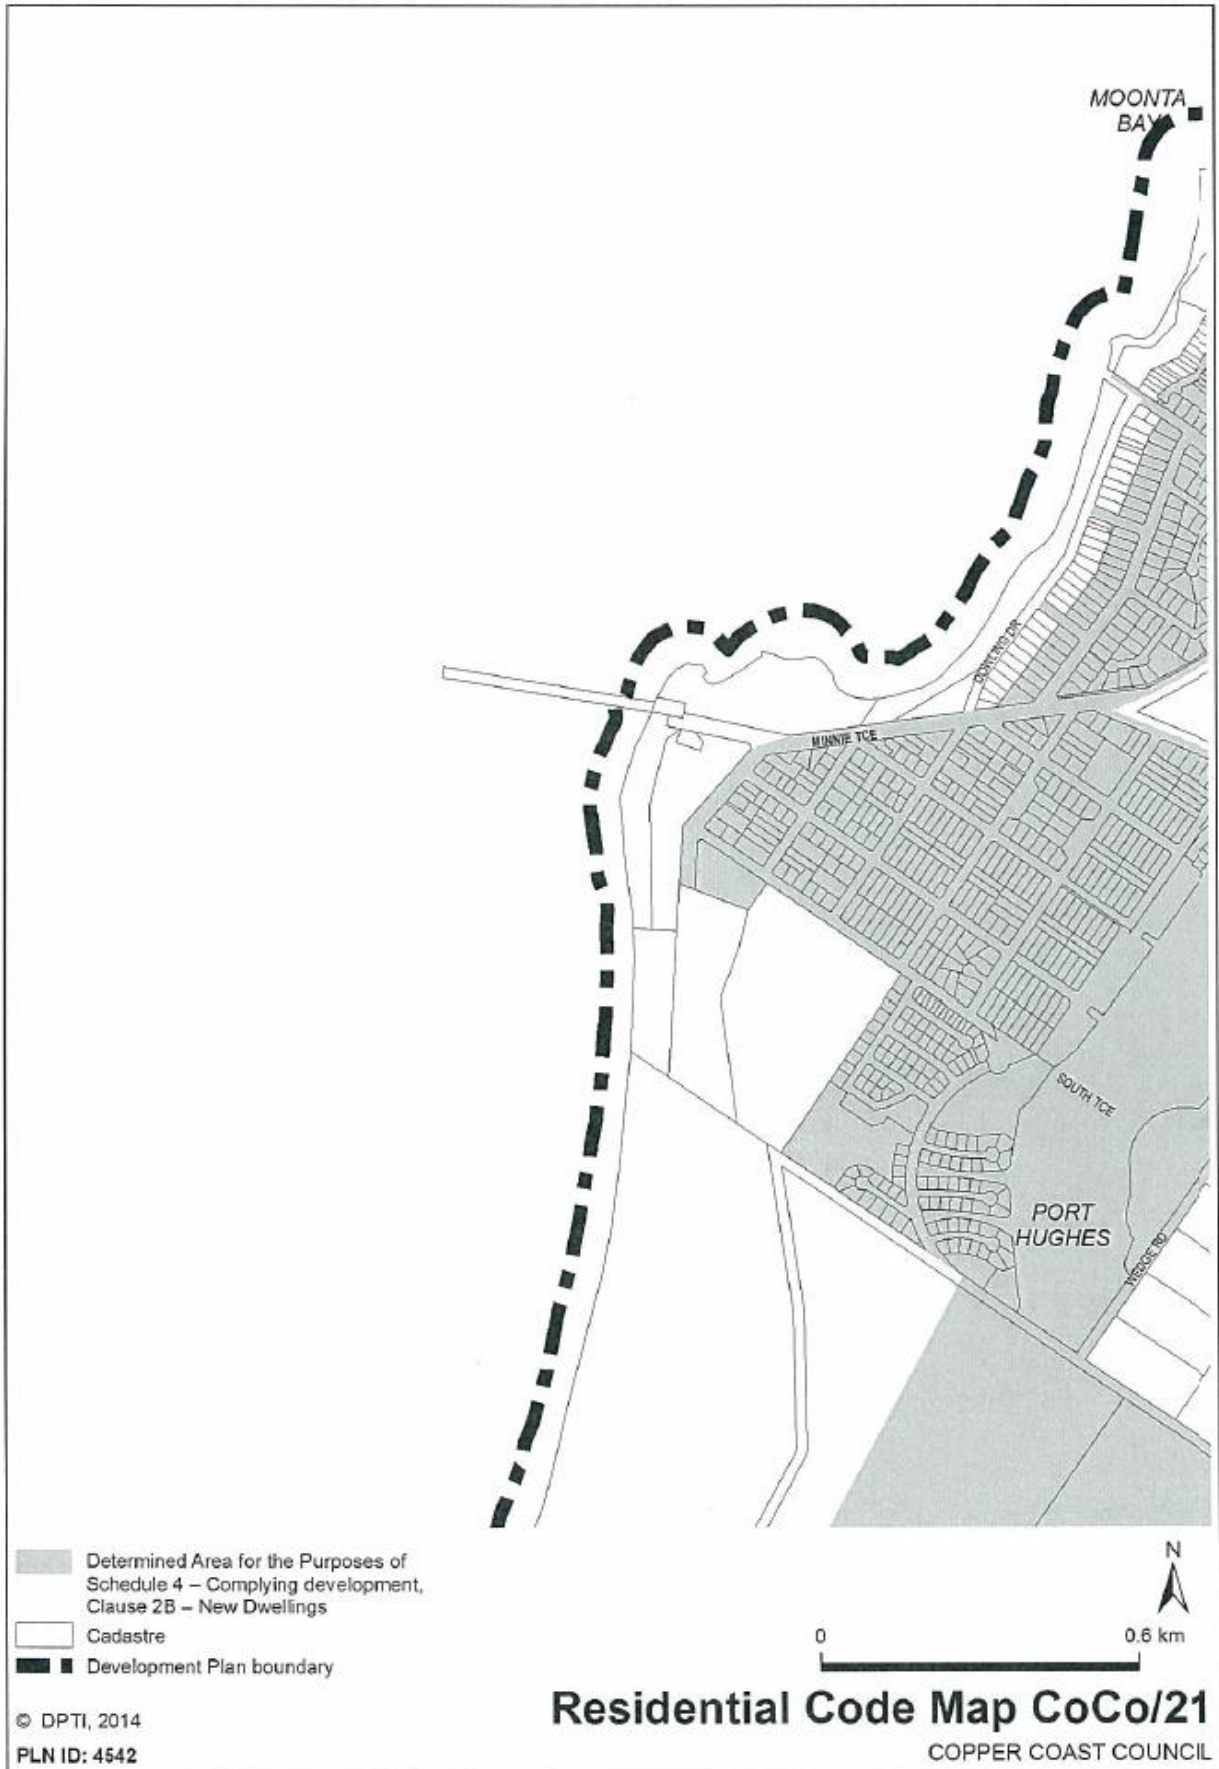 MOONTA
BAY
DOWLING DR
MINNIE TCE
SOUTH TCE
PORT
HUGHES
WEDGE RD
Determined Area for the Purposes of
Schedule 4 – Complying development,
Clause 2B – New Dwellings
Cadastre
Development Plan boundary
N
0 0.6 km
© DPTI, 2014
PLN ID: 4542
Residential Code Map CoCo/21
COPPER COAST COUNCIL